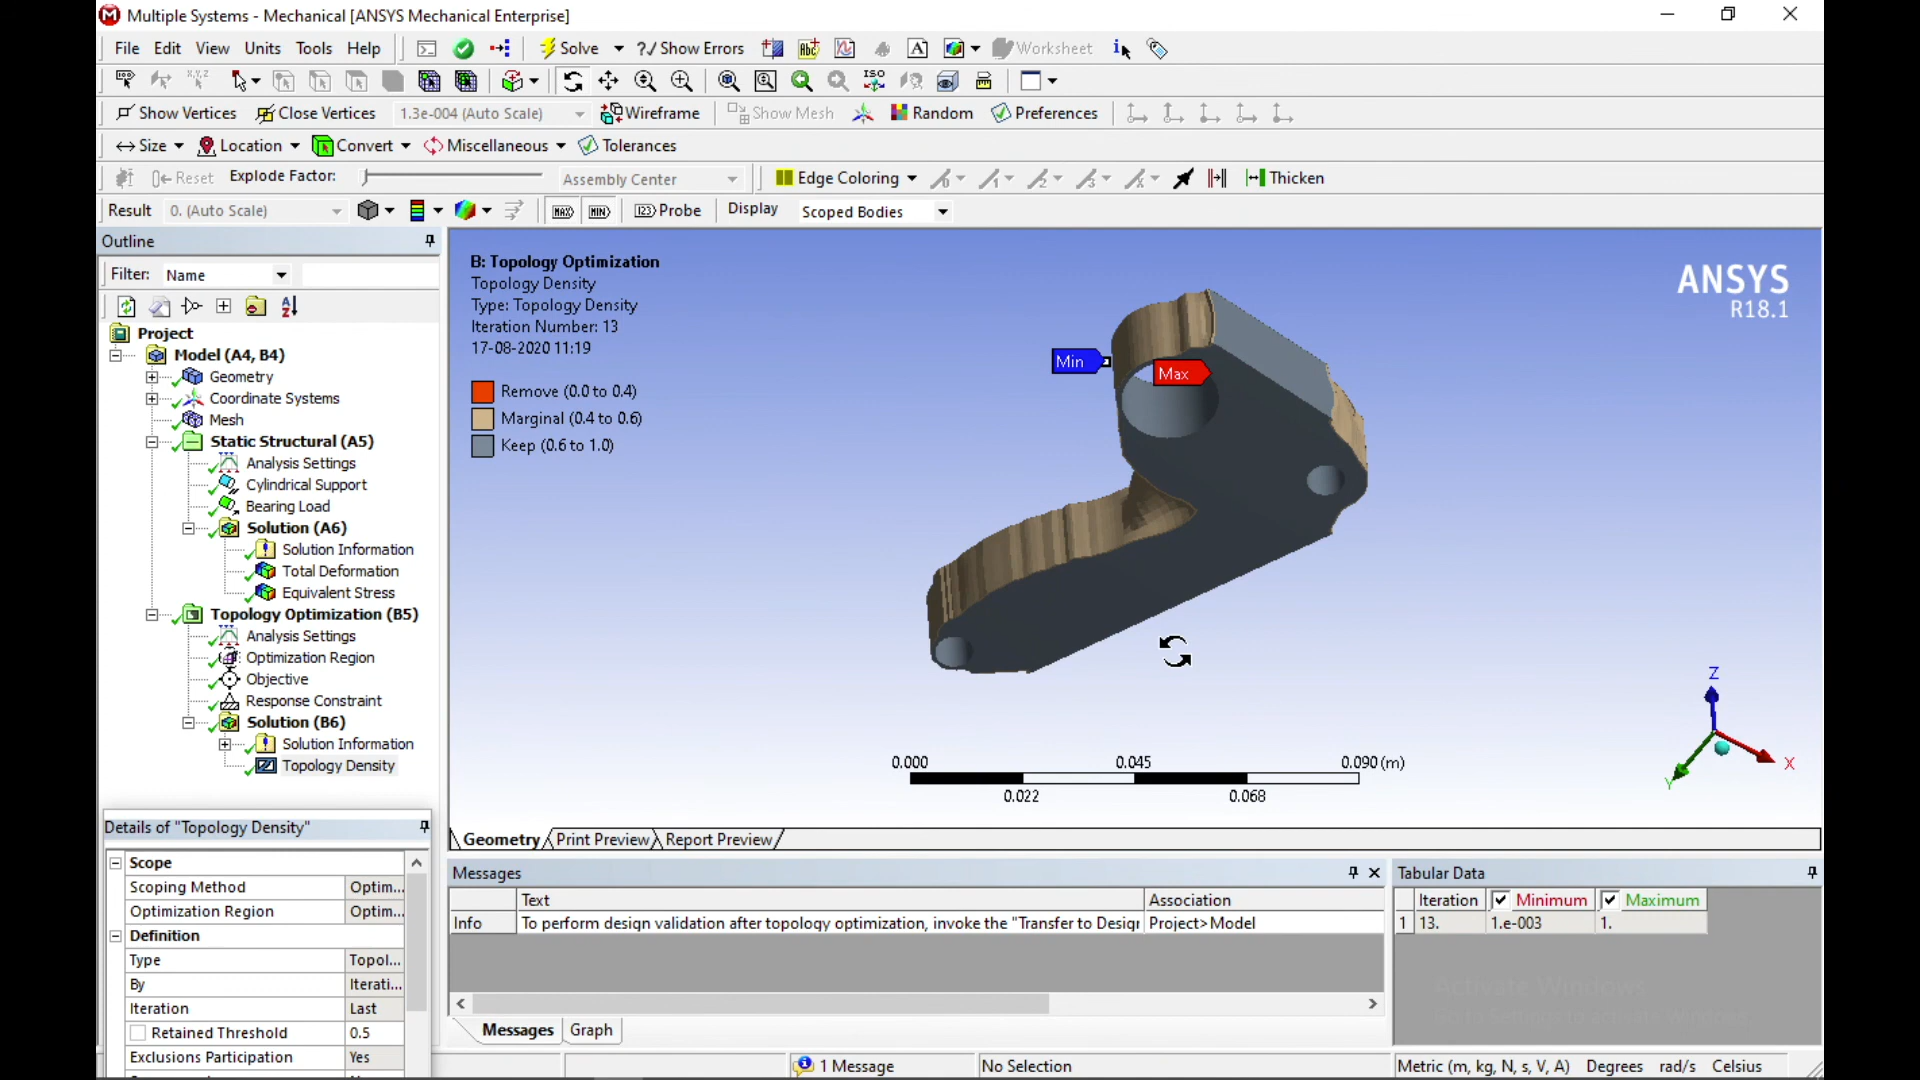 Multiple Systems - Mechanical [ANSYS Mechanical Enterprise]
File Edit View Units Tools Help Solve ?/ Show Errors Worksheet
ISO
Show Vertices Close Vertices 1.3e-004 (Auto Scale) Wireframe Show Mesh Random Preferences
Size Location Convert Miscellaneous Tolerances
Reset Explode Factor: Assembly Center Edge Coloring Thicken
Result 0. (Auto Scale) MAX MIN Probe Display Scoped Bodies
Outline
Filter: Name
Project
Model (A4, B4)
Geometry
Coordinate Systems
Mesh
Static Structural (A5)
Analysis Settings
Cylindrical Support
Bearing Load
Solution (A6)
Solution Information
Total Deformation
Equivalent Stress
Topology Optimization (B5)
Analysis Settings
Optimization Region
Objective
Response Constraint
Solution (B6)
Solution Information
Topology Density
Details of "Topology Density"
Scope
Scoping Method Optim...
Optimization Region Optim...
Definition
Type Topol...
By Iterati...
Iteration Last
Retained Threshold 0.5
Exclusions Participation Yes
B: Topology Optimization
Topology Density
Type: Topology Density
Iteration Number: 13
17-08-2020 11:19
Remove (0.0 to 0.4)
Marginal (0.4 to 0.6)
Keep (0.6 to 1.0)
Min
Max
ANSYS
R18.1
0.000 0.045 0.090 (m)
0.022 0.068
Z
X
Y
Geometry Print Preview Report Preview
Messages
Text Association
Info To perform design validation after topology optimization, invoke the "Transfer to Design Project>Model
Messages Graph
Tabular Data
Iteration Minimum Maximum
1 13. 1.e-003 1.
Activate Windows
1 Message No Selection Metric (m, kg, N, s, V, A) Degrees rad/s Celsius